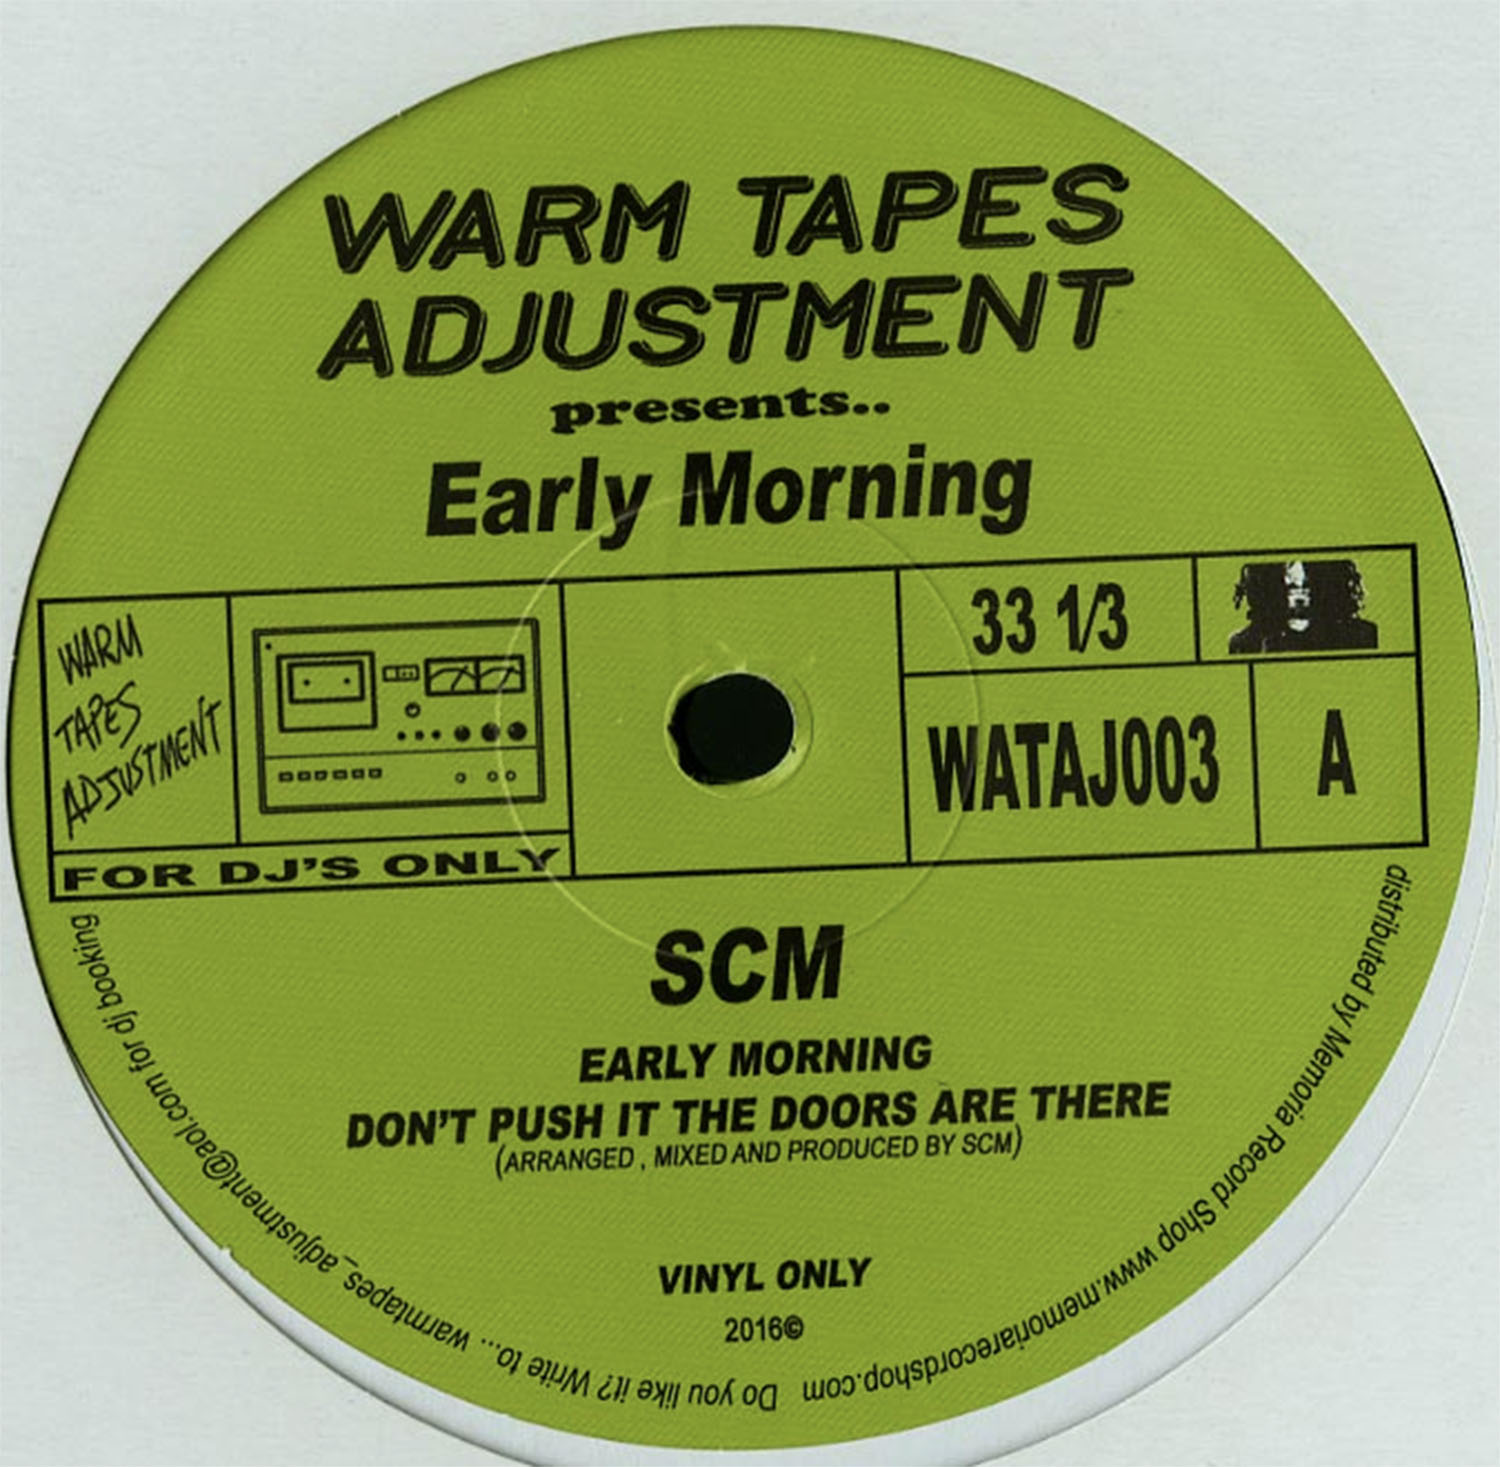 WARM TAPES
ADJUSTMENT
presents..
Early Morning
WARM
TAPES
ADJUSTMENT
FOR DJ'S ONLY
33 1/3
WATAJ003
A
SCM
EARLY MORNING
DON'T PUSH IT THE DOORS ARE THERE
(ARRANGED , MIXED AND PRODUCED BY SCM)
VINYL ONLY
2016©
distributed by Memoria Record Shop www.memoriarecordshop.com
Do you like it? Write to... warmtapes_adjustment@aol.com for dj booking